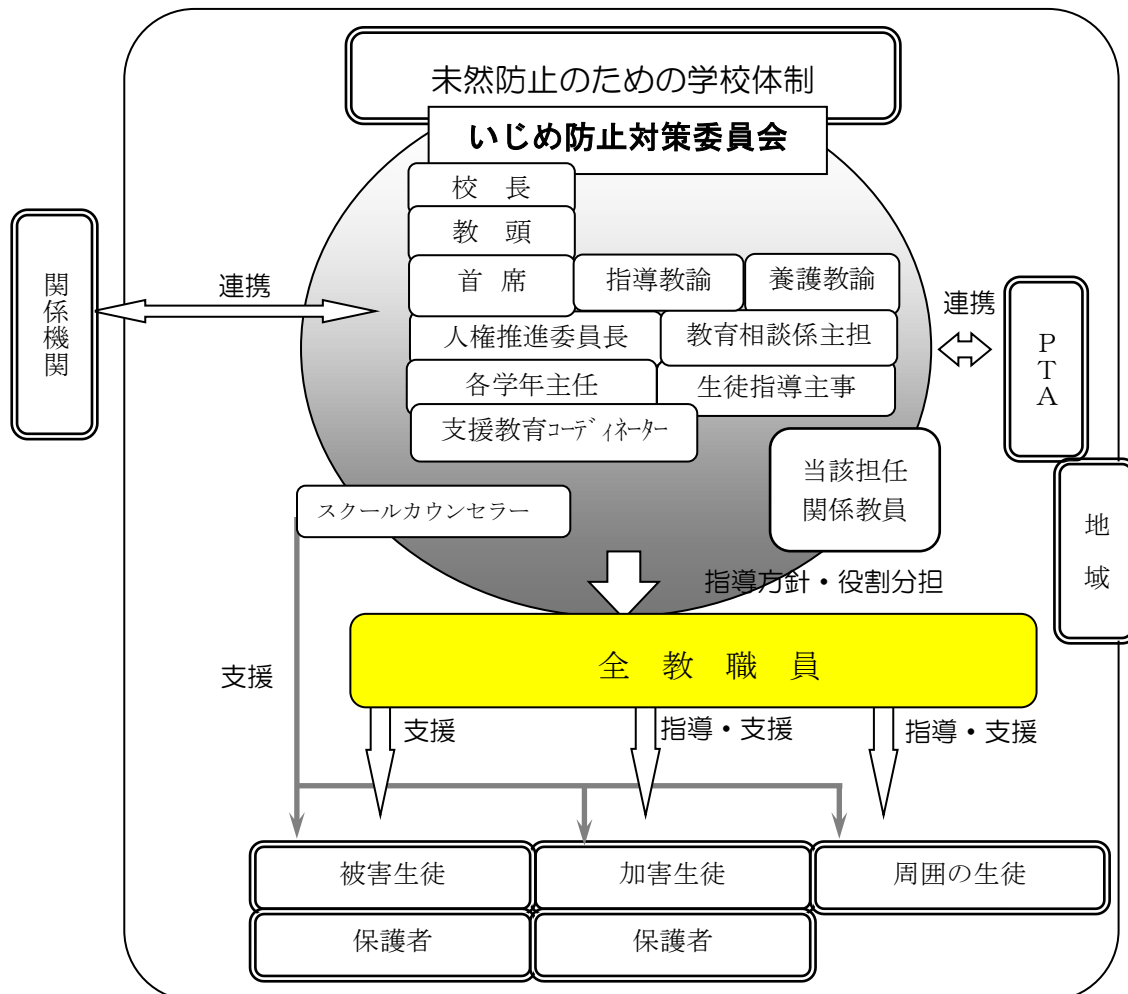 未然防止のための学校体制
いじめ防止対策委員会
校　長
教　頭
首　席
指導教諭
養護教諭
人権推進委員長
教育相談係主担
各学年主任
生徒指導主事
支援教育ｺｰﾃﾞｨﾈｰﾀｰ
当該担任
関係教員
スクールカウンセラー
関係機関
連携
連携
PTA
地域
指導方針・役割分担
全　教　職　員
支援
支援
指導・支援
指導・支援
被害生徒
加害生徒
周囲の生徒
保護者
保護者